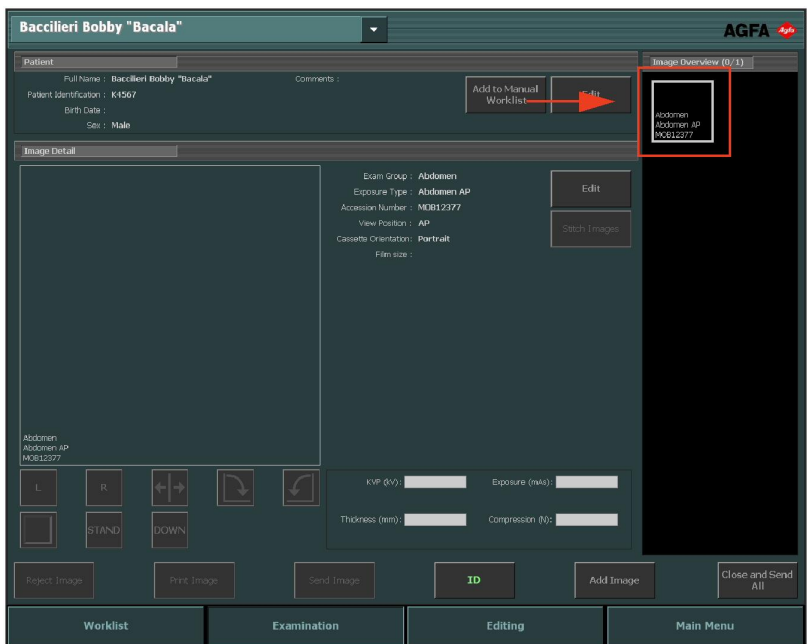 Baccilieri Bobby "Bacala"
AGFA
Agfa
Patient
Full Name : Baccilieri Bobby "Bacala"
Comments :
Patient Identification : K4567
Birth Date :
Sex : Male
Add to Manual
Worklist
Edit
Image Overview (0/1)
Abdomen
Abdomen AP
MOB12377
Image Detail
Exam Group : Abdomen
Exposure Type : Abdomen AP
Accession Number : MOB12377
View Position : AP
Cassette Orientation: Portrait
Film size :
Edit
Stitch Images
Abdomen
Abdomen AP
MOB12377
L
R
STAND
DOWN
KVP (kV):
Exposure (mAs):
Thickness (mm):
Compression (N):
Reject Image
Print Image
Send Image
ID
Add Image
Close and Send
All
Worklist
Examination
Editing
Main Menu